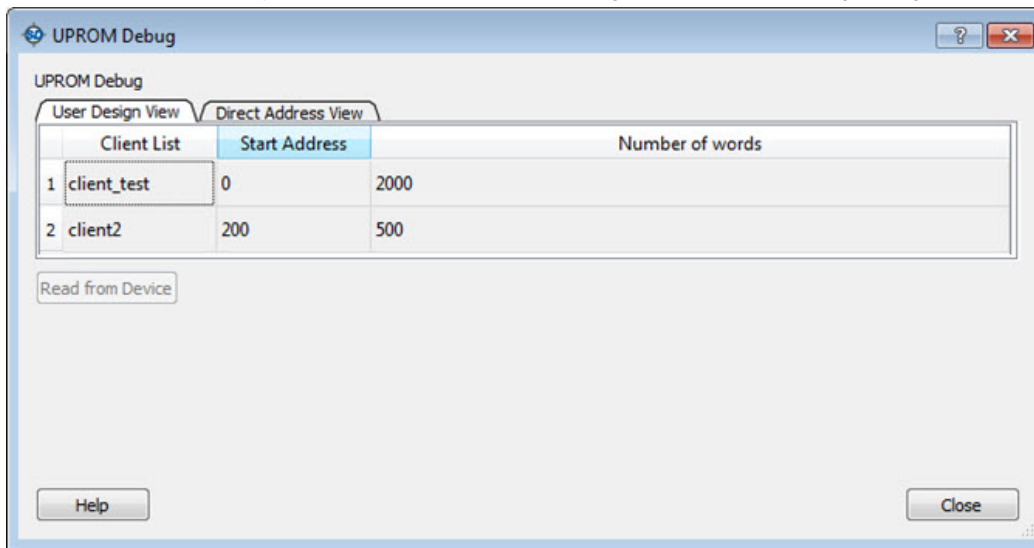 UPROM Debug
UPROM Debug
User Design View Direct Address View
Client List Start Address Number of words
1 client_test 0 2000
2 client2 200 500
Read from Device
Help Close